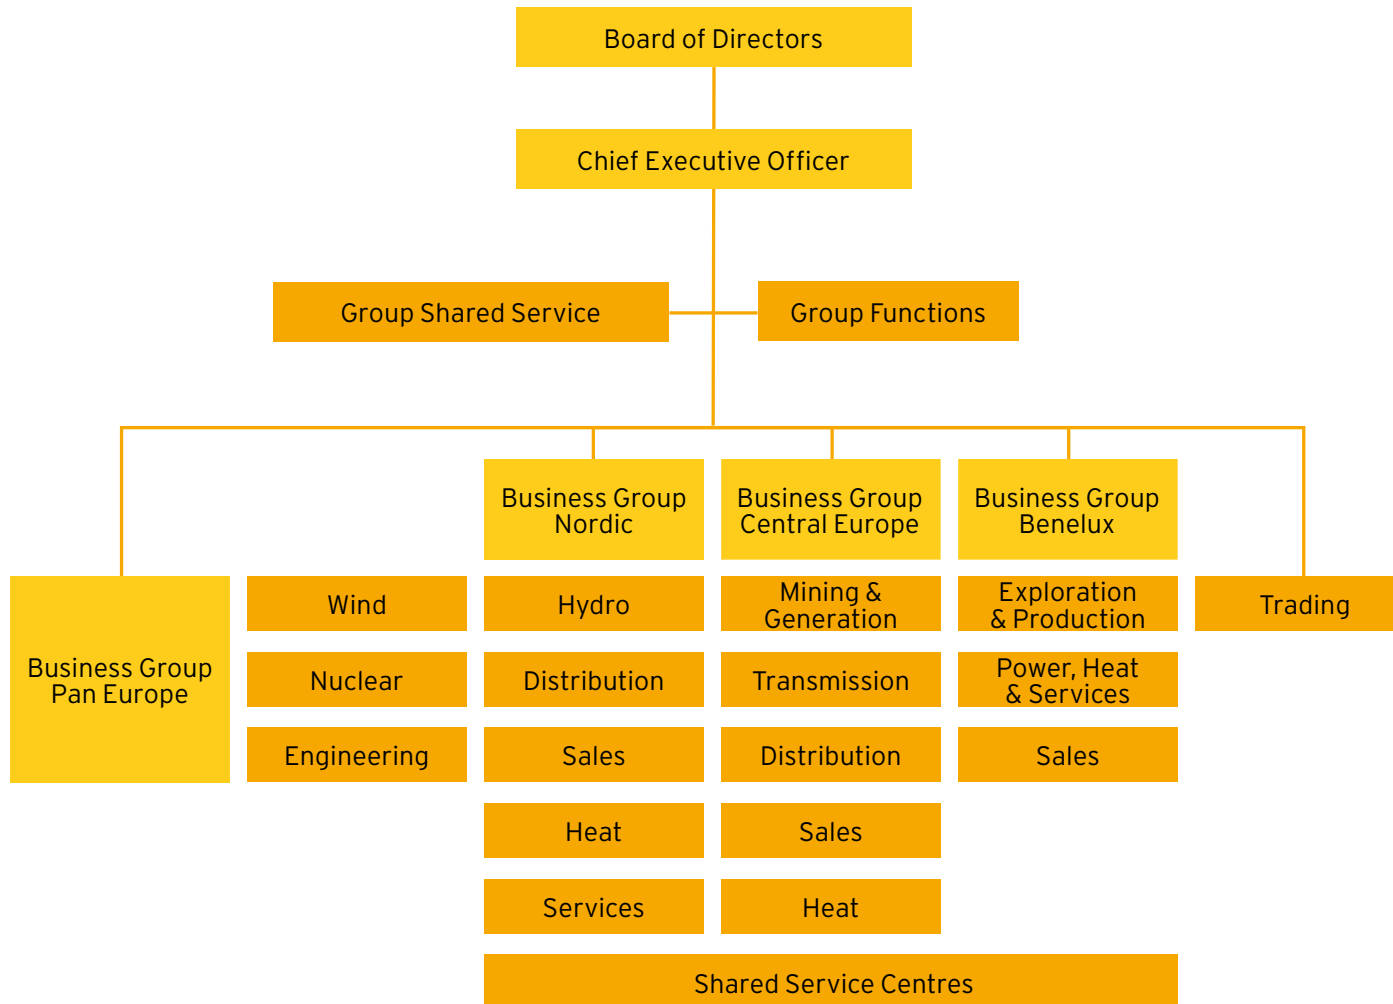 Board of Directors
Chief Executive Officer
Group Shared Service
Group Functions
Business Group
Nordic
Business Group
Central Europe
Business Group
Benelux
Business Group
Pan Europe
Wind
Hydro
Mining &
Generation
Exploration
& Production
Trading
Nuclear
Distribution
Transmission
Power, Heat
& Services
Engineering
Sales
Distribution
Sales
Heat
Sales
Services
Heat
Shared Service Centres